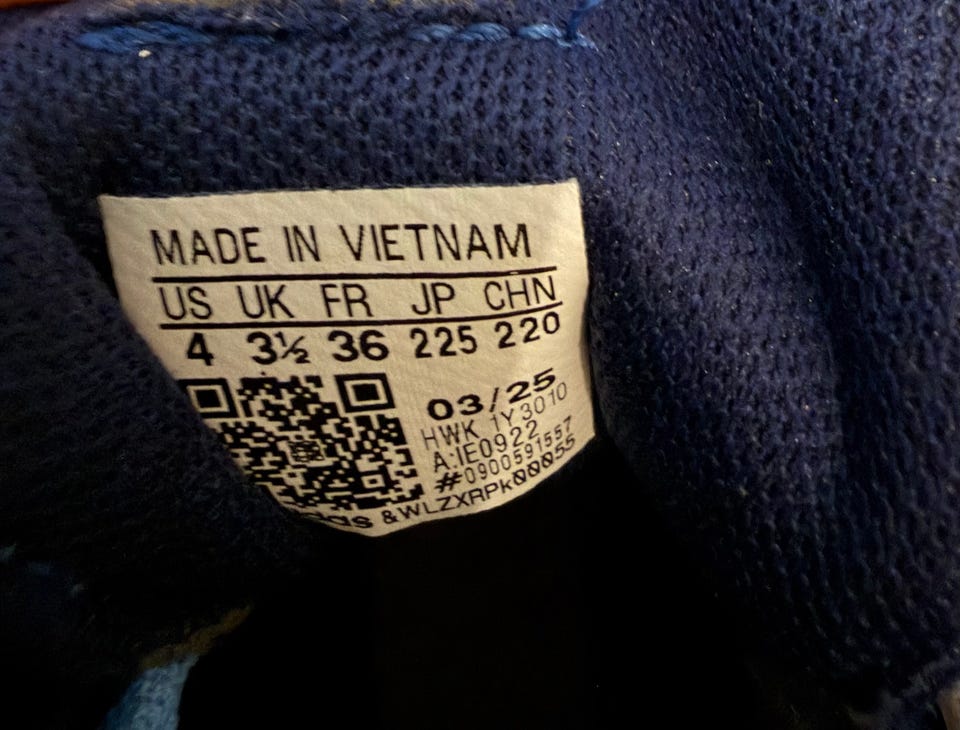 MADE IN VIETNAM
US UK FR JP CHN
4 3½ 36 225 220
03/25
HWK 1Y3010
A:IE0922
#0900591557
&WLZXRPk00055